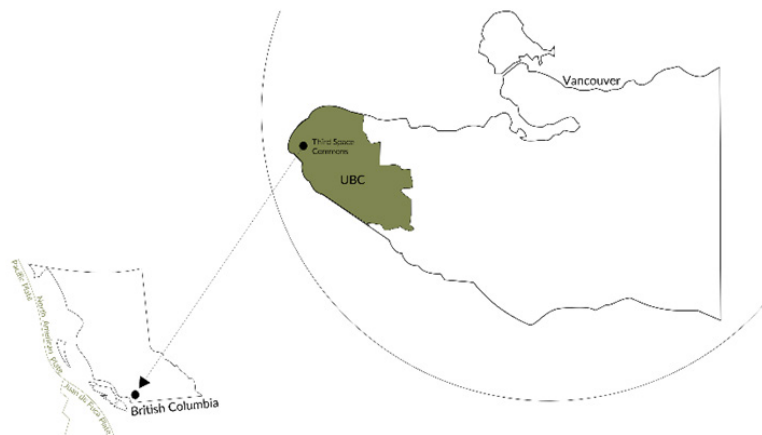 Vancouver
Third Space
Commons
UBC
Pacific Plate
North American Plate
Juan de Fuca Plate
British Columbia